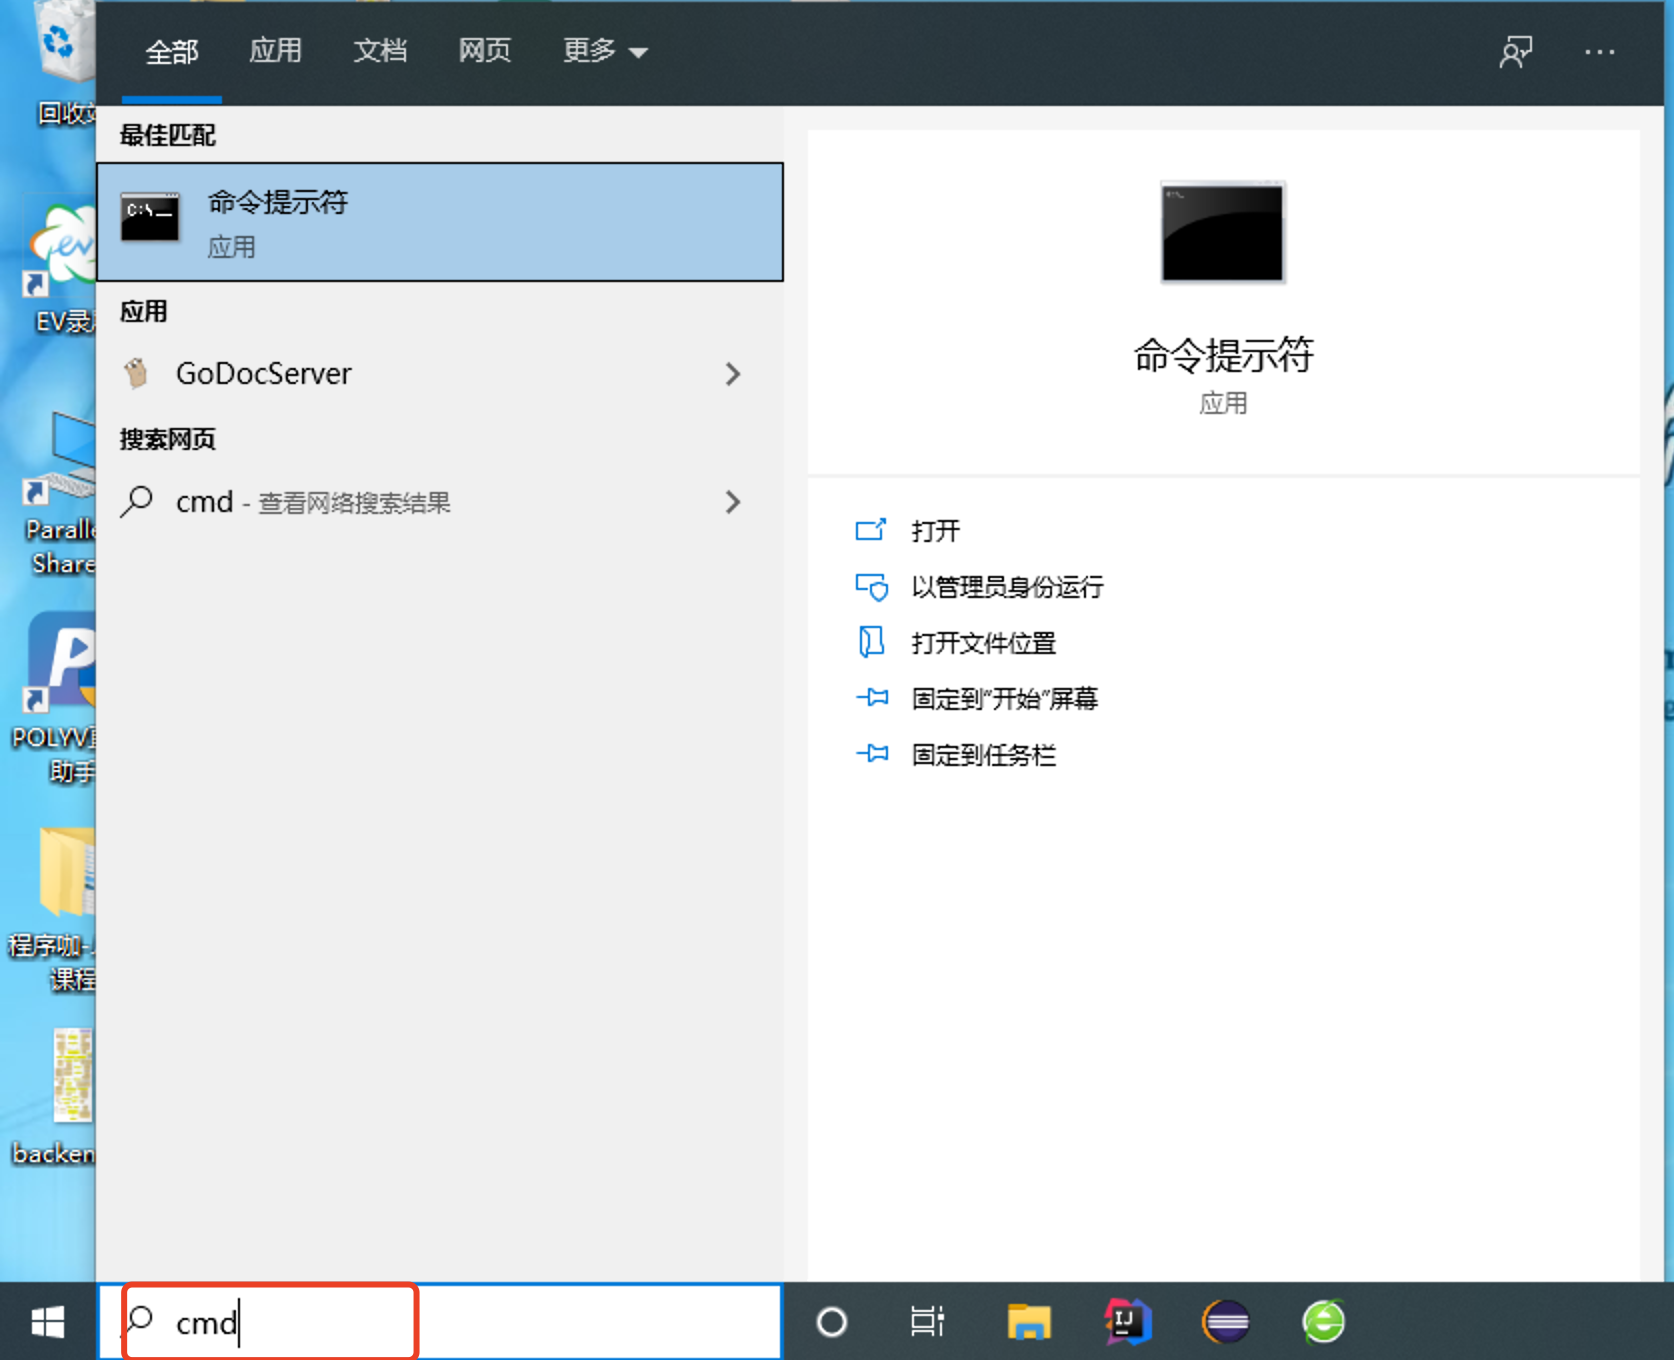 全部 应用 文档 网页 更多
最佳匹配
命令提示符
应用
应用
GoDocServer
搜索网页
cmd - 查看网络搜索结果
命令提示符
应用
打开
以管理员身份运行
打开文件位置
固定到“开始”屏幕
固定到任务栏
回收
EV录
Paralle
Share
POLYV
助手
程序咖-
课程
backen
cmd